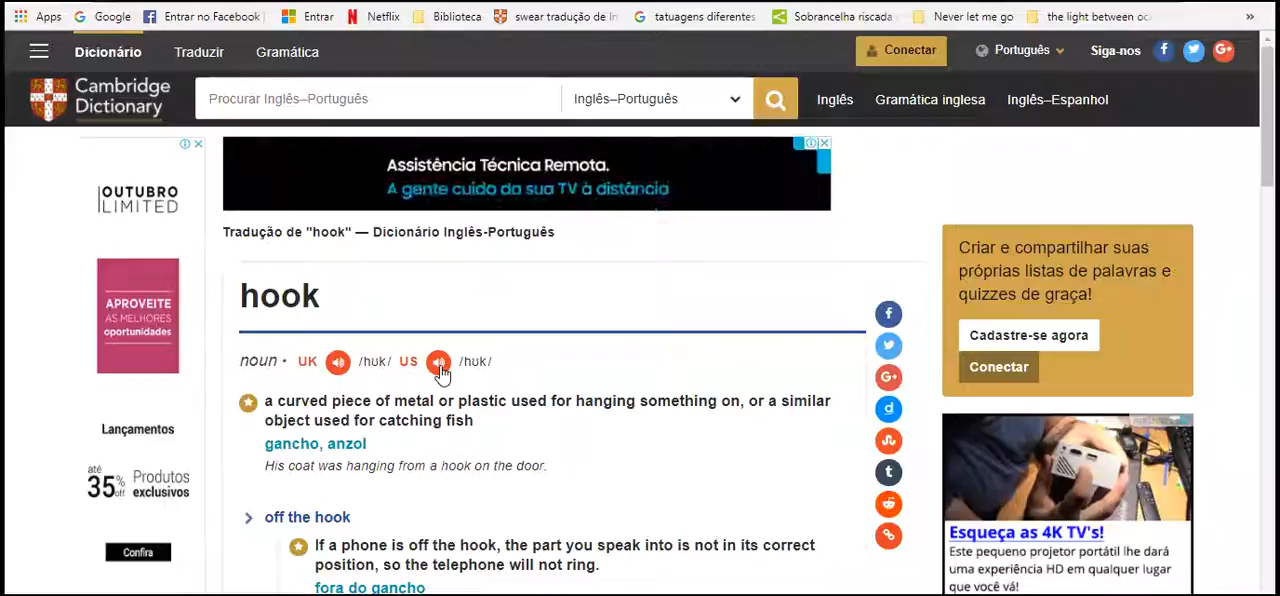 Apps Google Entrar no Facebook Entrar Netflix Biblioteca swear tradução de In tatuagens diferentes Sobrancelha riscada Never let me go the light between oc »
Dicionário Traduzir Gramática Conectar Português Siga-nos
Cambridge Dictionary
Procurar Inglês–Português Inglês–Português Inglês Gramática inglesa Inglês–Espanhol
OUTUBRO
LIMITED
APROVEITE
AS MELHORES
oportunidades
Lançamentos
até
35% off Produtos exclusivos
Confira
Assistência Técnica Remota.
A gente cuida da sua TV à distância
Tradução de "hook" — Dicionário Inglês-Português
hook
noun • UK /hʊk/ US /hʊk/
a curved piece of metal or plastic used for hanging something on, or a similar
object used for catching fish
gancho, anzol
His coat was hanging from a hook on the door.
off the hook
If a phone is off the hook, the part you speak into is not in its correct
position, so the telephone will not ring.
fora do gancho
Criar e compartilhar suas
próprias listas de palavras e
quizzes de graça!
Cadastre-se agora
Conectar
Esqueça as 4K TV's!
Este pequeno projetor portátil lhe dará
uma experiência HD em qualquer lugar
que você vá!